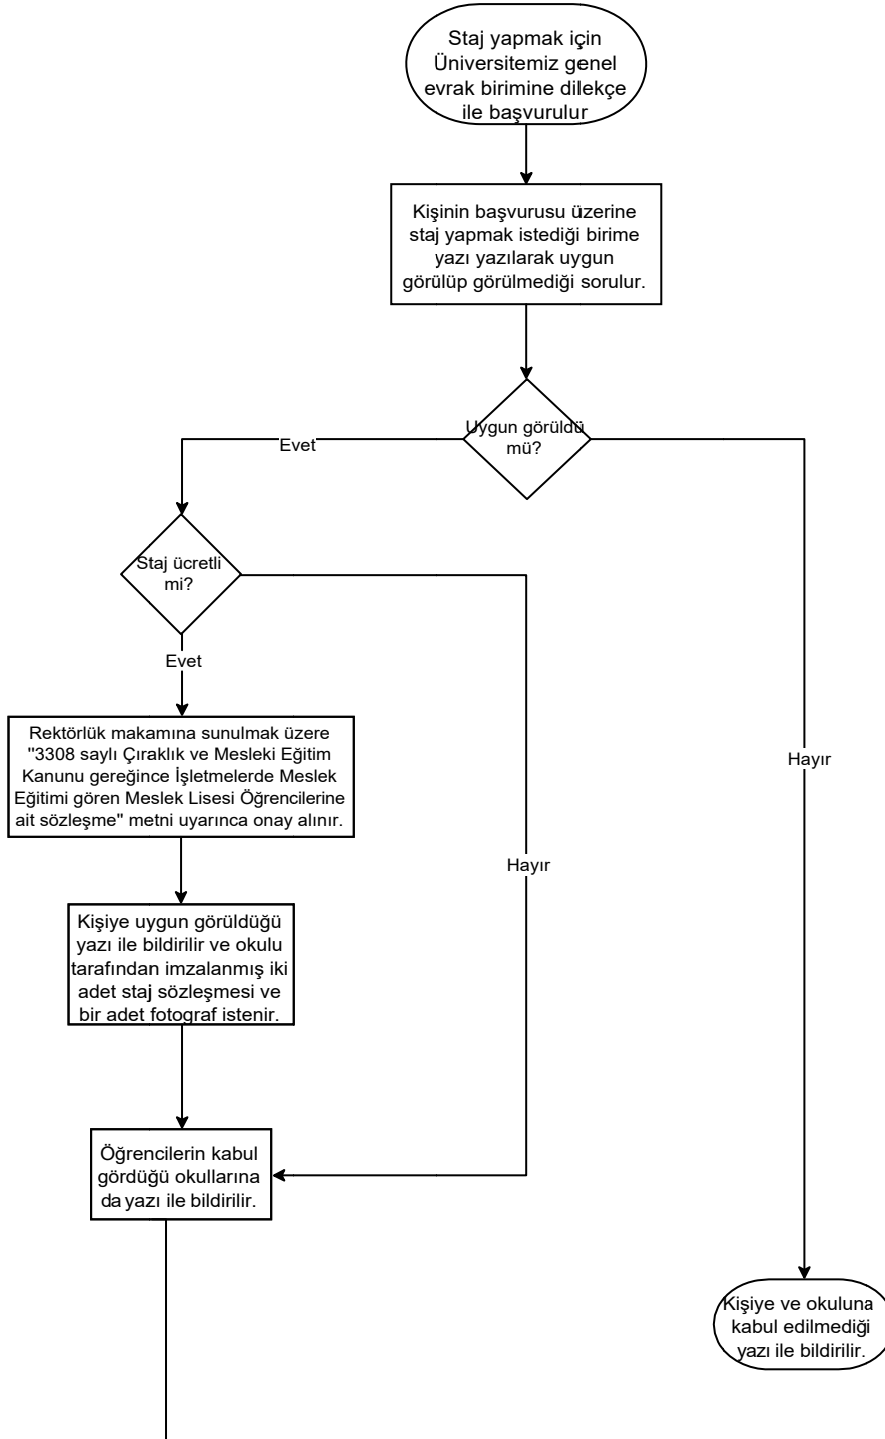 Staj yapmak için
Üniversitemiz genel
evrak birimine dilekçe
ile başvurulur
Kişinin başvurusu üzerine
staj yapmak istediği birime
yazı yazılarak uygun
görülüp görülmediği sorulur.
Uygun görüldü
mü?
Evet
Staj ücretli
mi?
Evet
Rektörlük makamına sunulmak üzere
"3308 saylı Çıraklık ve Mesleki Eğitim
Kanunu gereğince İşletmelerde Meslek
Eğitimi gören Meslek Lisesi Öğrencilerine
ait sözleşme" metni uyarınca onay alınır.
Hayır
Hayır
Kişiye uygun görüldüğü
yazı ile bildirilir ve okulu
tarafından imzalanmış iki
adet staj sözleşmesi ve
bir adet fotograf istenir.
Öğrencilerin kabul
gördüğü okullarına
da yazı ile bildirilir.
Kişiye ve okuluna
kabul edilmediği
yazı ile bildirilir.